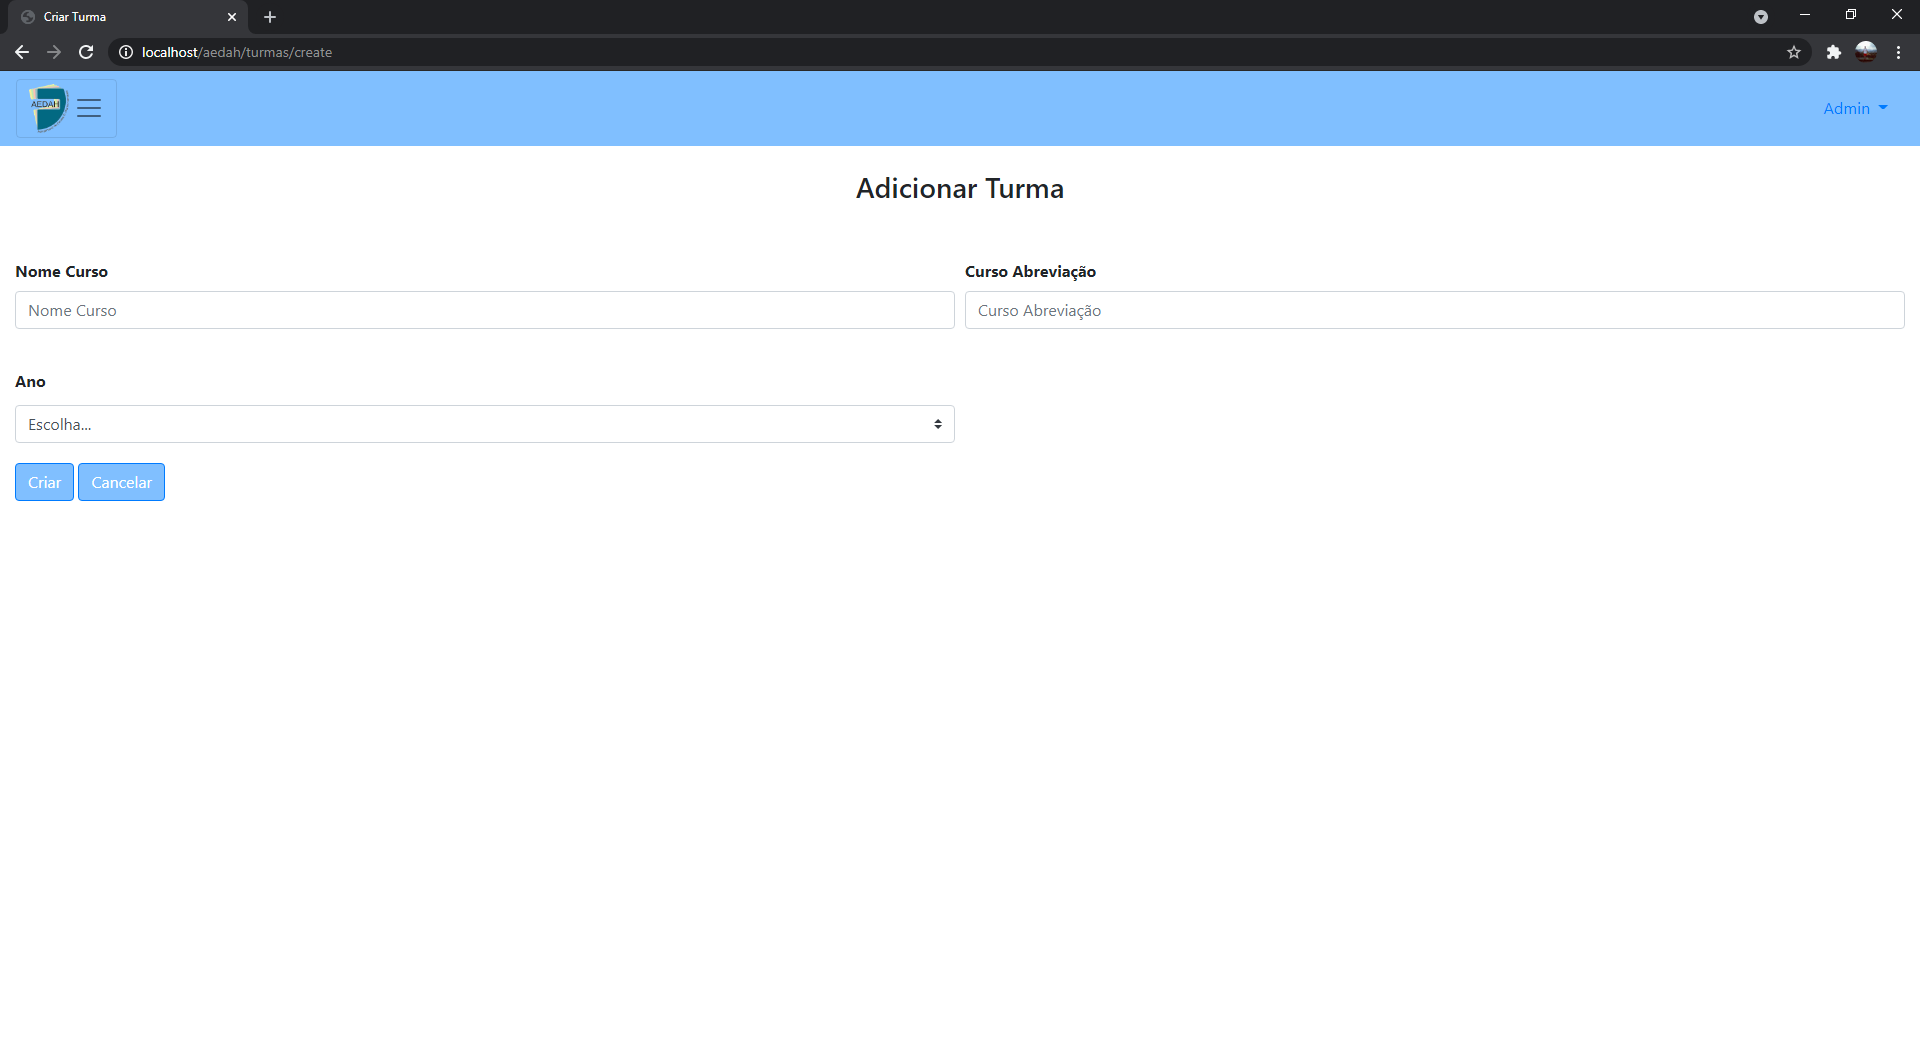 Criar Turma
localhost/aedah/turmas/create
AEDAH
Admin
Adicionar Turma
Nome Curso
Curso Abreviação
Nome Curso
Curso Abreviação
Ano
Escolha...
Criar
Cancelar